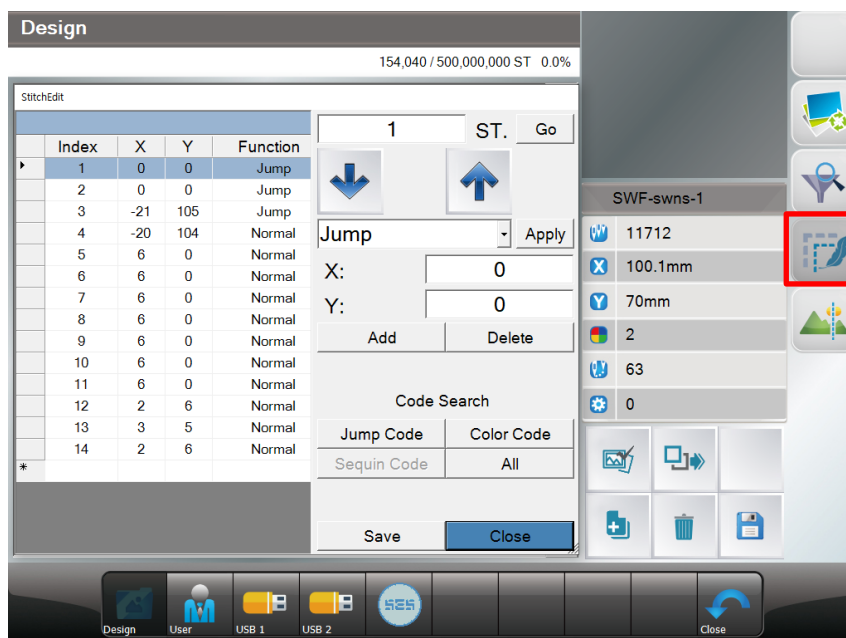 Design
154,040 / 500,000,000 ST 0.0%
StitchEdit
Index X Y Function
1 0 0 Jump
2 0 0 Jump
3 -21 105 Jump
4 -20 104 Normal
5 6 0 Normal
6 6 0 Normal
7 6 0 Normal
8 6 0 Normal
9 6 0 Normal
10 6 0 Normal
11 6 0 Normal
12 2 6 Normal
13 3 5 Normal
14 2 6 Normal
*
1 ST. Go
Jump Apply
X: 0
Y: 0
Add Delete
Code Search
Jump Code Color Code
Sequin Code All
Save Close
SWF-swns-1
11712
X 100.1mm
Y 70mm
2
63
0
SES
Design User USB 1 USB 2 Close